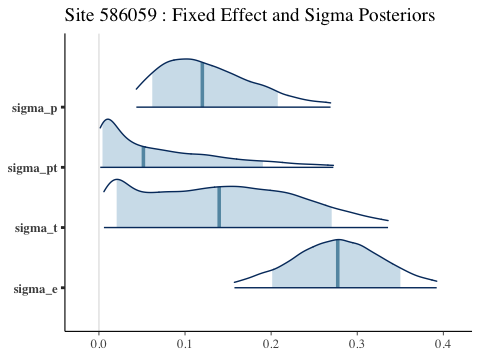 Site 586059 : Fixed Effect and Sigma Posteriors
sigma_p
sigma_pt
sigma_t
sigma_e
0.0 0.1 0.2 0.3 0.4